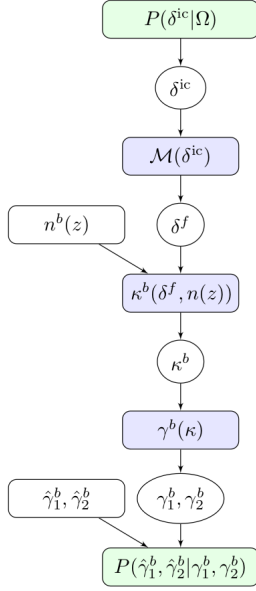 P(δ^ic|Ω)
δ^ic
ℳ(δ^ic)
n^b(z)
δ^f
κ^b(δ^f, n(z))
κ^b
γ^b(κ)
γ̂_1^b, γ̂_2^b
γ_1^b, γ_2^b
P(γ̂_1^b, γ̂_2^b|γ_1^b, γ_2^b)